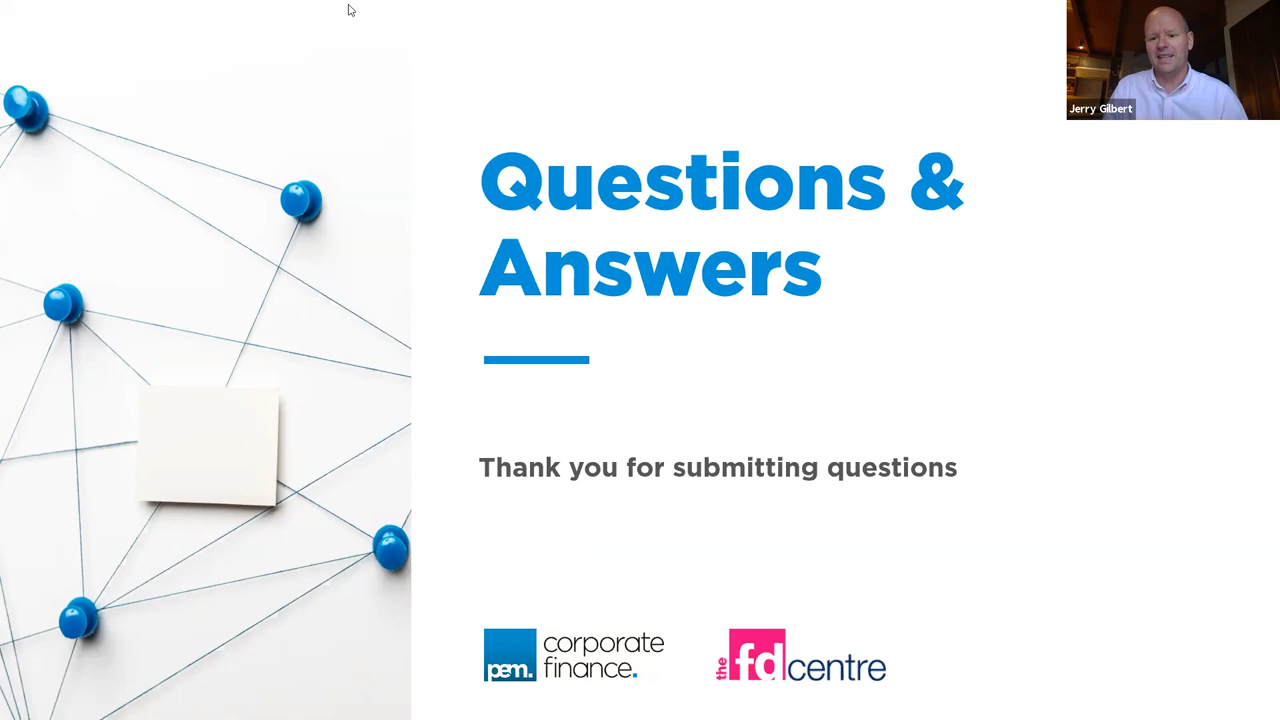 Jerry Gilbert
Questions &
Answers
Thank you for submitting questions
pem. corporate
finance.
the fd centre